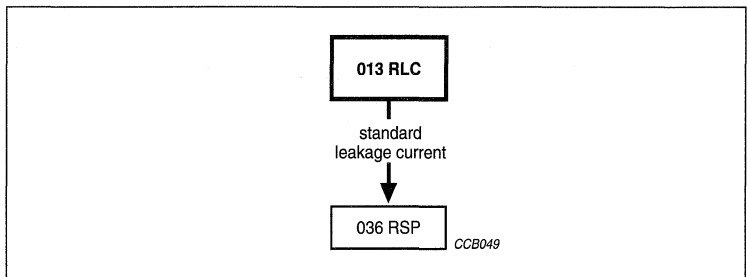 013 RLC
standard
leakage current
036 RSP
CCB049